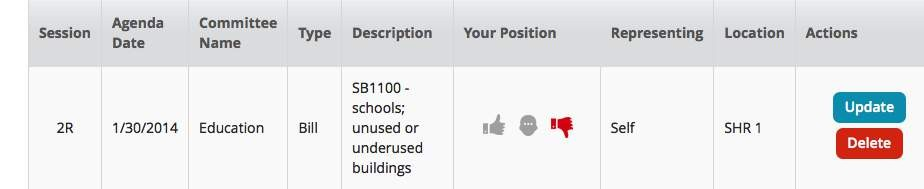 Session Agenda Date Committee Name Type Description Your Position Representing Location Actions
2R 1/30/2014 Education Bill SB1100 - schools; unused or underused buildings Self SHR 1 Update Delete